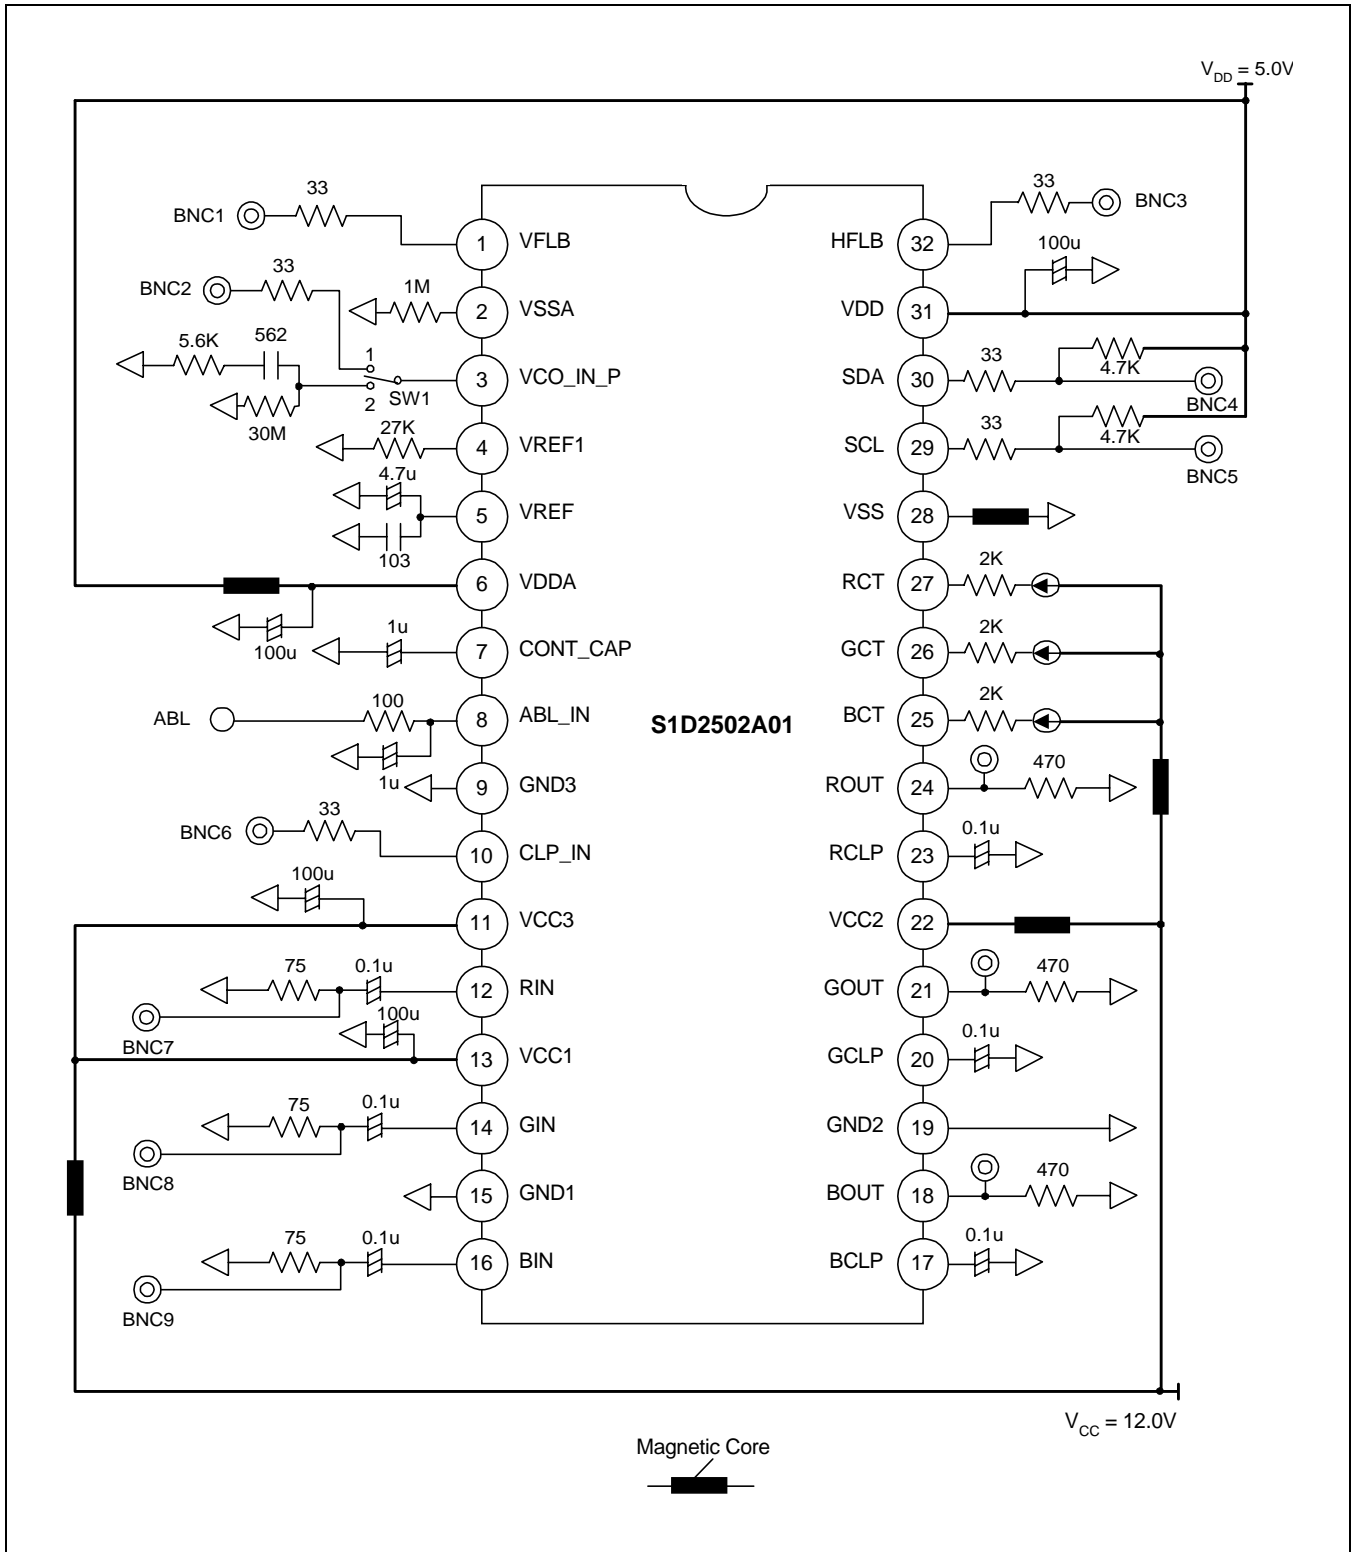 V_DD = 5.0V
BNC1
33
1
VFLB
BNC2
33
1M
2
VSSA
5.6K
562
1
2
SW1
30M
3
VCO_IN_P
27K
4
VREF1
4.7u
103
5
VREF
6
VDDA
100u
1u
7
CONT_CAP
ABL
100
1u
8
ABL_IN
9
GND3
BNC6
33
10
CLP_IN
100u
11
VCC3
75
0.1u
BNC7
12
RIN
100u
13
VCC1
75
0.1u
BNC8
14
GIN
15
GND1
75
0.1u
BNC9
16
BIN
S1D2502A01
HFLB
32
33
BNC3
100u
VDD
31
SDA
30
33
4.7K
BNC4
SCL
29
33
4.7K
BNC5
VSS
28
RCT
27
2K
GCT
26
2K
BCT
25
2K
ROUT
24
470
RCLP
23
0.1u
VCC2
22
GOUT
21
470
GCLP
20
0.1u
GND2
19
BOUT
18
470
BCLP
17
0.1u
V_CC = 12.0V
Magnetic Core